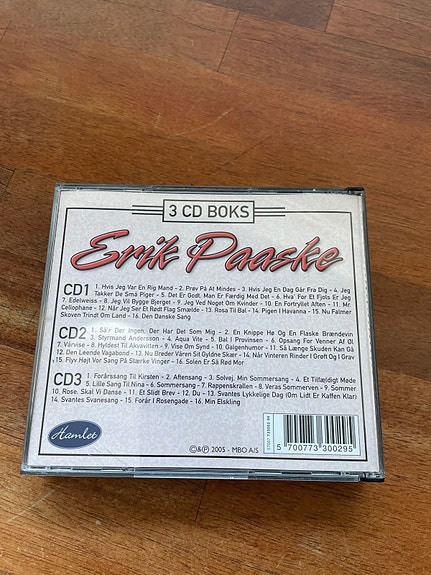 3 CD BOKS
Erik Paaske
CD1 1. Hvis Jeg Var En Rig Mand - 2. Prøv På At Mindes - 3. Hvis Jeg En Dag Går Fra Dig - 4. Jeg
Takker De Små Piger - 5. Det Er Godt, Man Er Færdig Med Det - 6. Hva' For Et Fjols Er Jeg
7. Edelweiss - 8. Jeg Vil Bygge Bjerget - 9. Jeg Ved Noget Om Kvinder - 10. En Fortryllet Aften - 11. Mr.
Cellophane - 12. Når Jeg Ser Et Rødt Flag Smælde - 13. Rosa Til Bal - 14. Pigen I Havanna - 15. Nu Falmer
Skoven Trindt Om Land - 16. Den Danske Sang
CD2 1. Så'r Der Ingen, Der Har Det Som Mig - 2. En Knippe Hø Og En Flaske Brændevin
3. Styrmand Andersson - 4. Aqua Vite - 5. Bal I Provinsen - 6. Opsang For Venner Af Øl
7. Vårvise - 8. Hyldest Til Akvavitten - 9. Vise Om Synd - 10. Galgenhumor - 11. Så Længe Skuden Kan Gå
12. Den Leende Vagabond - 13. Nu Breder Våren Sit Gyldne Skær - 14. Når Vinteren Rinder I Grøft Og I Grav
- 15. Flyv Højt Vor Sang På Stærke Vinger - 16. Solen Er Så Rød Mor
CD3 1. Forårssang Til Kirsten - 2. Aftensang - 3. Solvej, Min Sommersang - 4. Et Tilfældigt Møde
5. Lille Sang Til Nina - 6. Sommersang - 7. Rappenskrallen - 8. Veras Sommerven - 9. Sommer
10. Rose, Skal Vi Danse - 11. Et Slidt Brev - 12. Du - 13. Svantes Lykkelige Dag (Om Lidt Er Kaffen Klar)
14. Svantes Svanesang - 15. Forår I Rosengade - 16. Min Elskling
Hamlet
©&℗ 2005 - MBO A/S
5 700773 300295